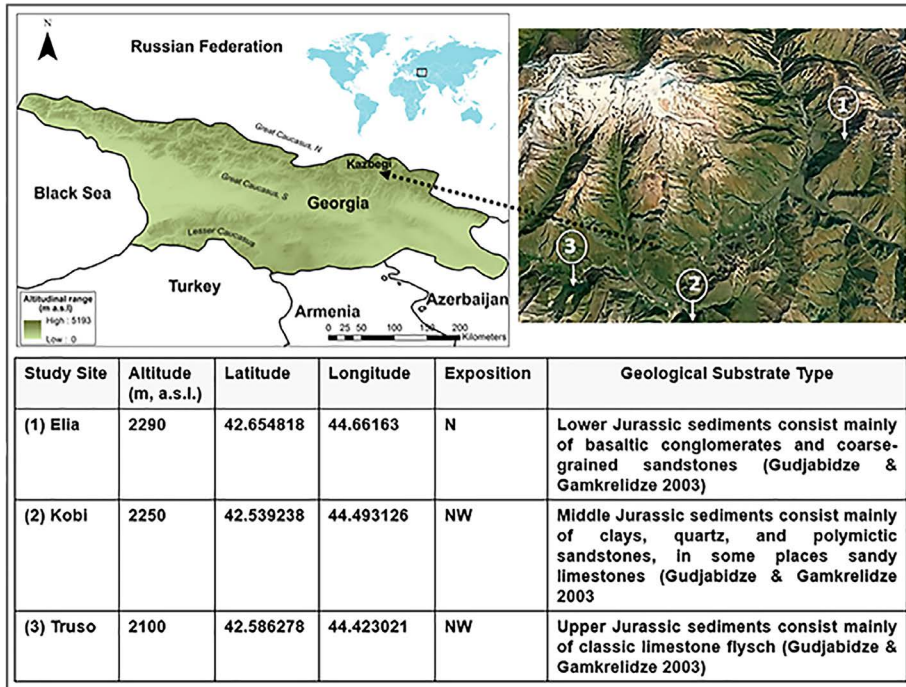 N
Russian Federation
Great Caucasus, N
Kazbegi
Black Sea
Great Caucasus, S
Georgia
Lesser Caucasus
Turkey
Armenia
Azerbaijan
Altitudinal range
(m a.s.l)
High : 5193
Low : 0
0 25 50 100 150 200
Kilometers
1
3
2
Study Site Altitude (m, a.s.l.) Latitude Longitude Exposition Geological Substrate Type
(1) Elia 2290 42.654818 44.66163 N Lower Jurassic sediments consist mainly
of basaltic conglomerates and coarse-
grained sandstones (Gudjabidze &
Gamkrelidze 2003)
(2) Kobi 2250 42.539238 44.493126 NW Middle Jurassic sediments consist mainly
of clays, quartz, and polymictic
sandstones, in some places sandy
limestones (Gudjabidze & Gamkrelidze
2003
(3) Truso 2100 42.586278 44.423021 NW Upper Jurassic sediments consist mainly
of classic limestone flysch (Gudjabidze &
Gamkrelidze 2003)